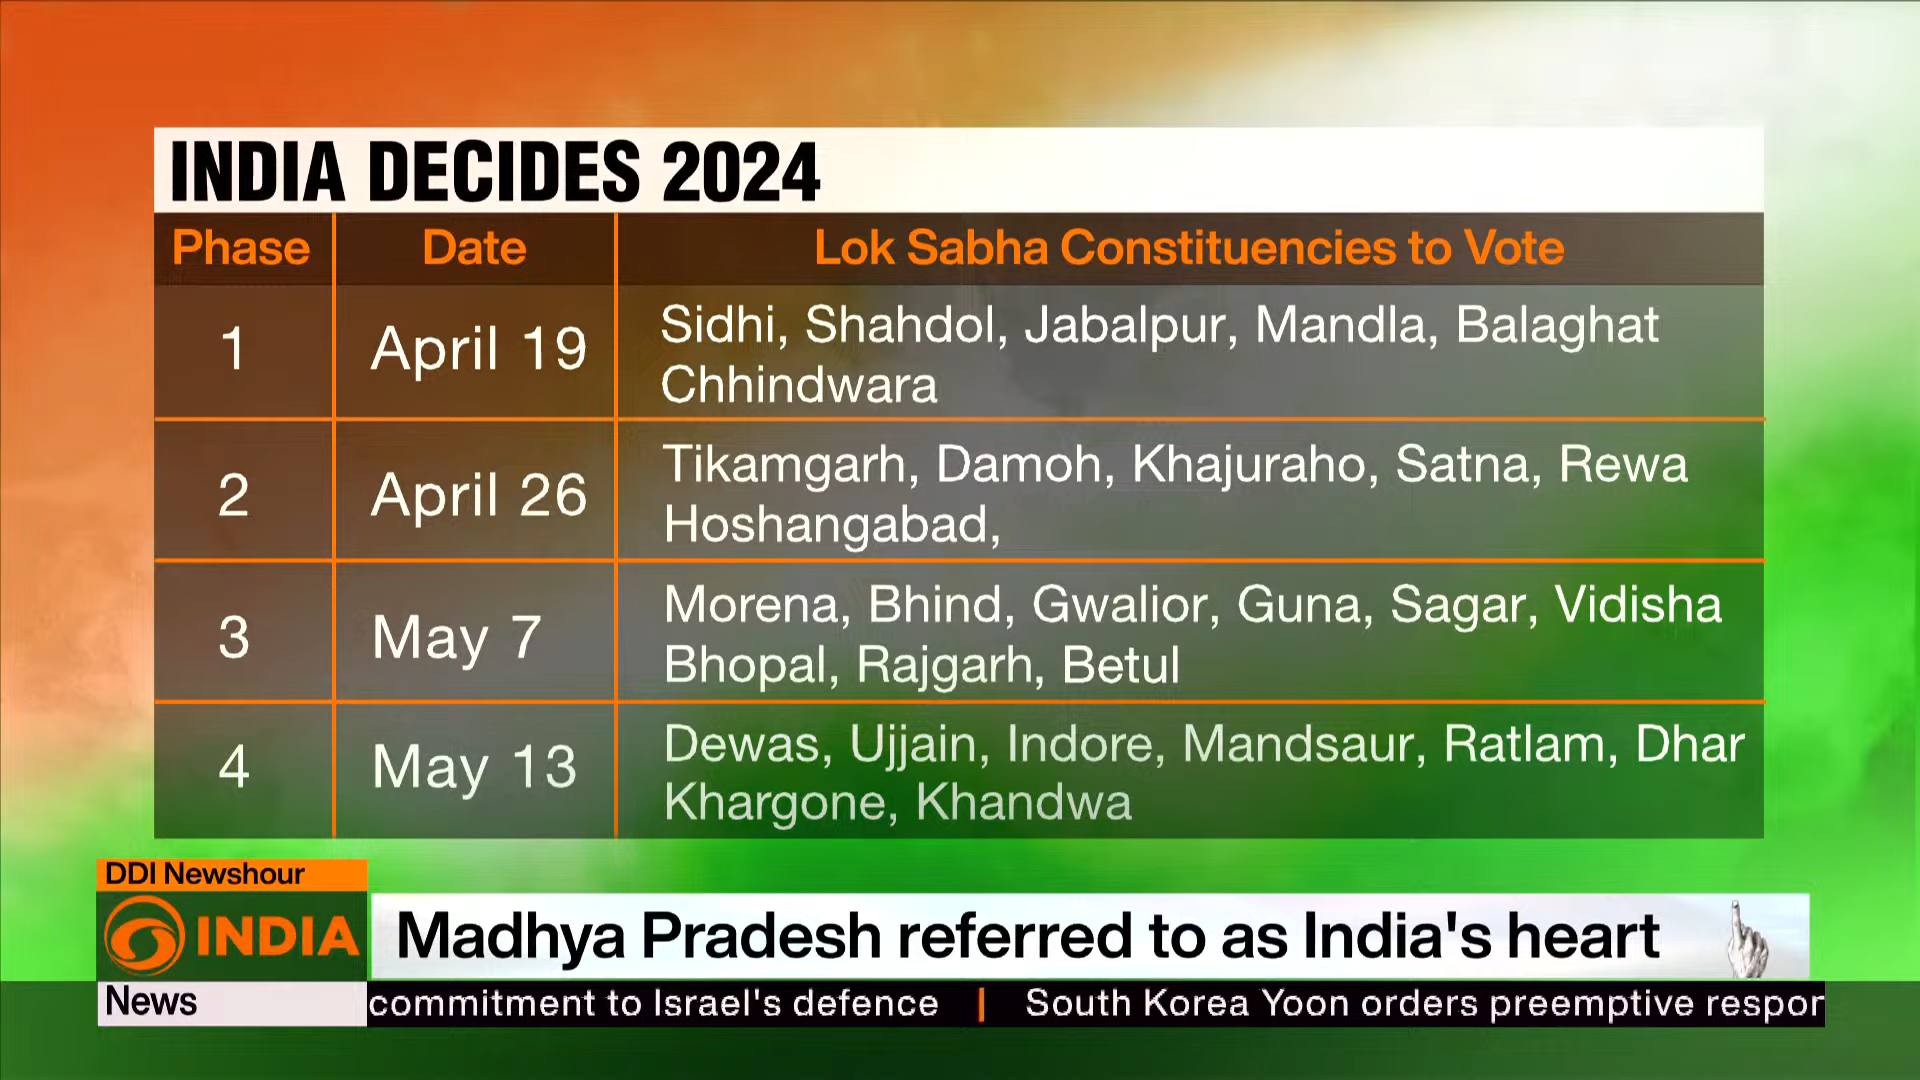 INDIA DECIDES 2024
Phase Date Lok Sabha Constituencies to Vote
1 April 19 Sidhi, Shahdol, Jabalpur, Mandla, Balaghat
Chhindwara
2 April 26 Tikamgarh, Damoh, Khajuraho, Satna, Rewa
Hoshangabad,
3 May 7 Morena, Bhind, Gwalior, Guna, Sagar, Vidisha
Bhopal, Rajgarh, Betul
4 May 13 Dewas, Ujjain, Indore, Mandsaur, Ratlam, Dhar
Khargone, Khandwa
DDI Newshour
INDIA
Madhya Pradesh referred to as India's heart
News
commitment to Israel's defence | South Korea Yoon orders preemptive respor